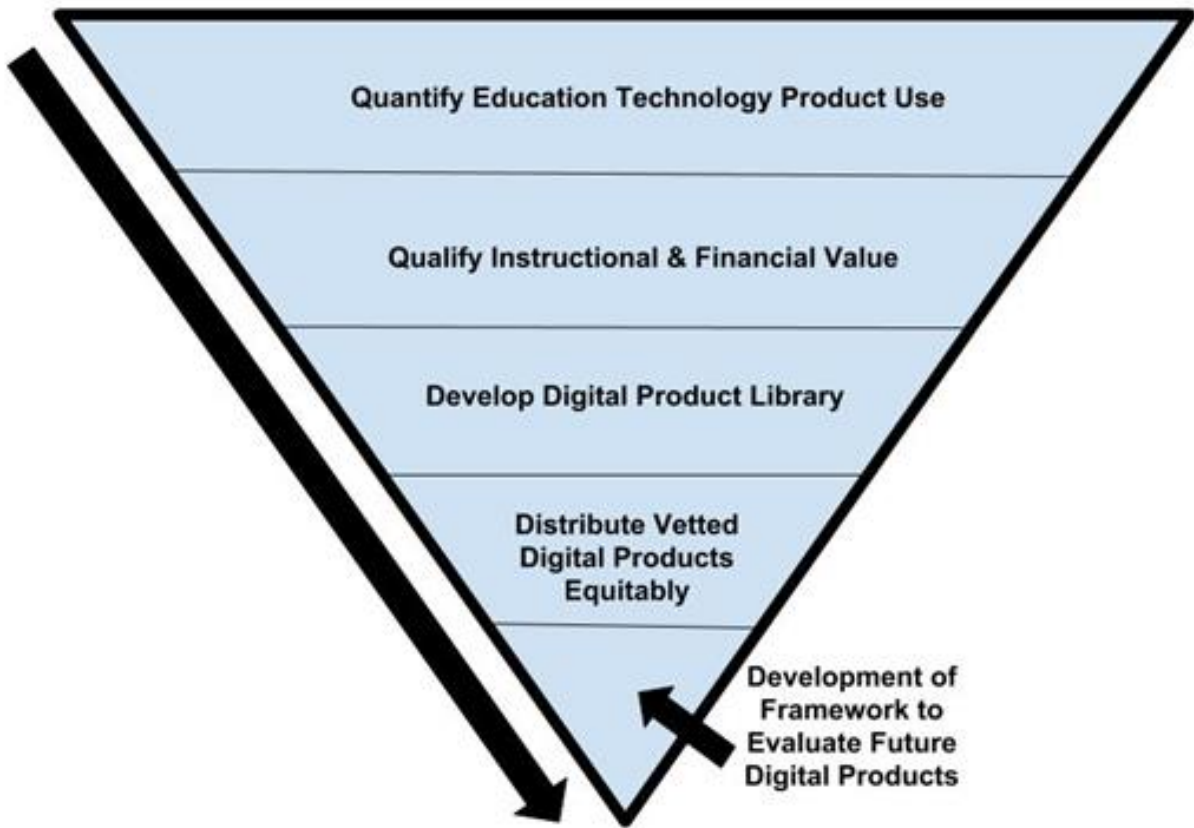 Quantify Education Technology Product Use
Qualify Instructional & Financial Value
Develop Digital Product Library
Distribute Vetted
Digital Products
Equitably
Development of
Framework to
Evaluate Future
Digital Products